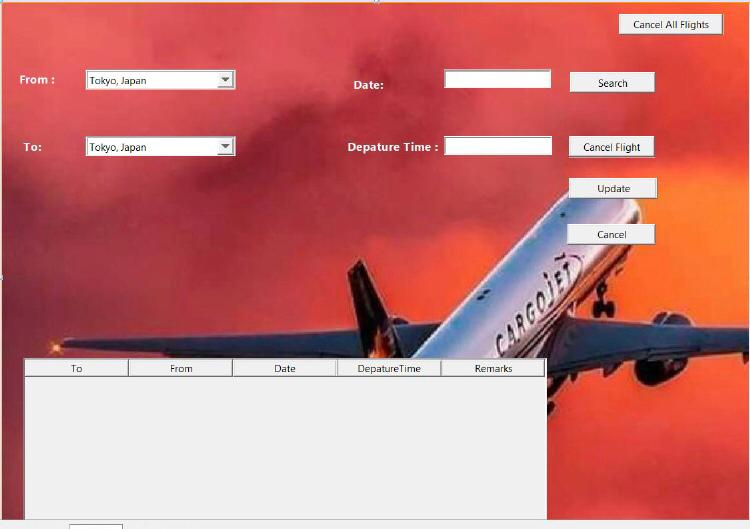 Cancel All Flights
From :
Tokyo, Japan
Date:
Search
To:
Tokyo, Japan
Depature Time :
Cancel Flight
Update
Cancel
CARGOJET
To From Date DepatureTime Remarks